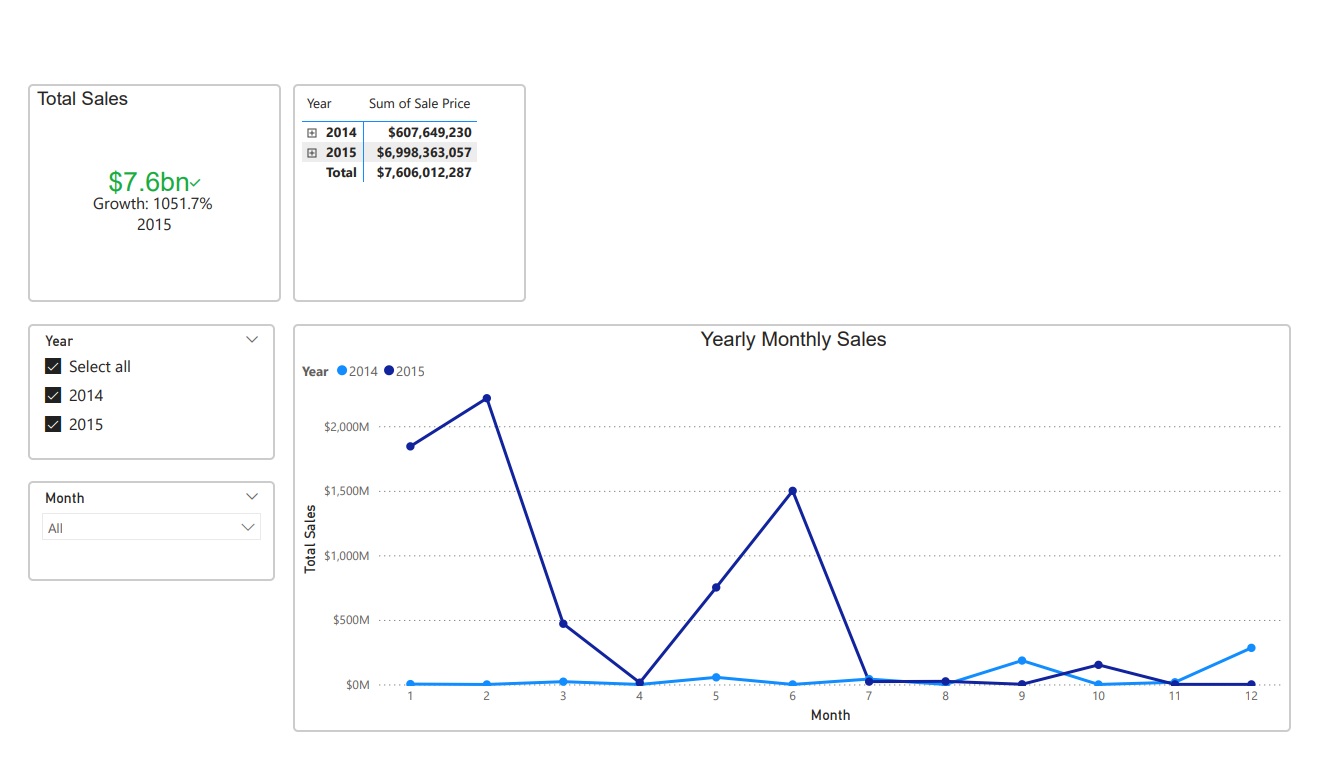 Total Sales
$7.6bn
Growth: 1051.7%
2015
Year Sum of Sale Price
2014 $607,649,230
2015 $6,998,363,057
Total $7,606,012,287
Year
Select all
2014
2015
Month
All
Yearly Monthly Sales
Year 2014 2015
Total Sales
$2,000M
$1,500M
$1,000M
$500M
$0M
1 2 3 4 5 6 7 8 9 10 11 12
Month